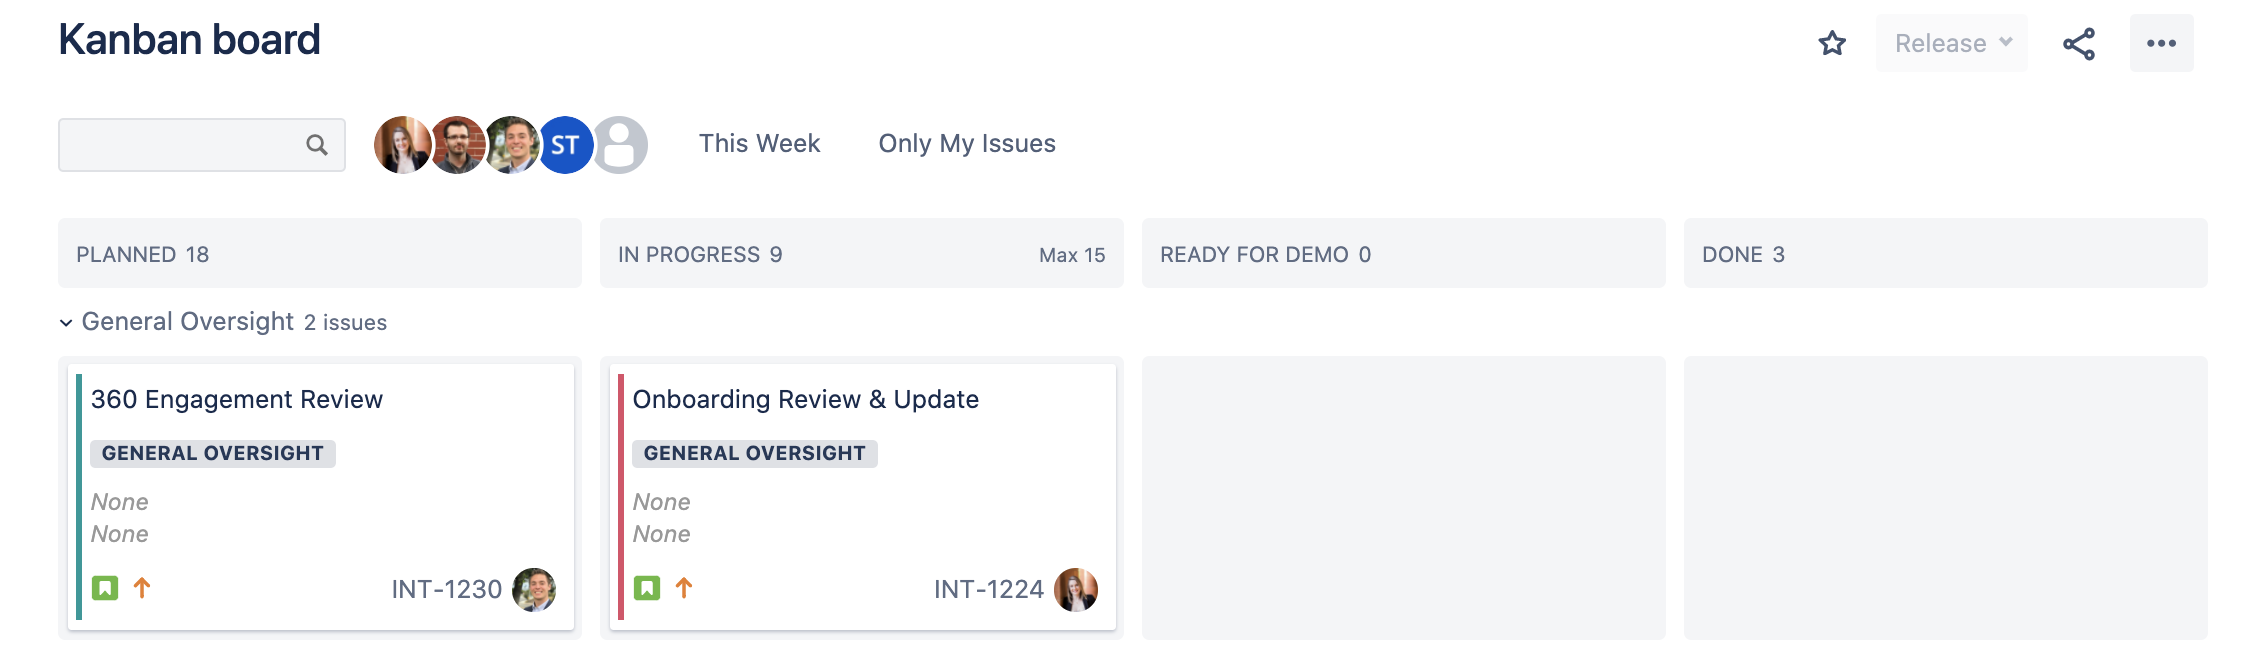 Kanban board
Release
ST
This Week
Only My Issues
PLANNED 18
IN PROGRESS 9
Max 15
READY FOR DEMO 0
DONE 3
General Oversight 2 issues
360 Engagement Review
GENERAL OVERSIGHT
None
None
INT-1230
Onboarding Review & Update
GENERAL OVERSIGHT
None
None
INT-1224